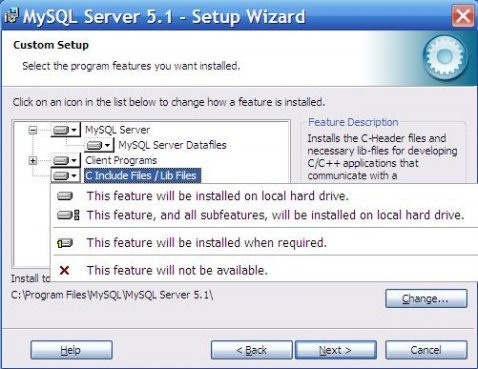 MySQL Server 5.1 - Setup Wizard
Custom Setup
Select the program features you want installed.
Click on an icon in the list below to change how a feature is installed.
MySQL Server
MySQL Server Datafiles
Client Programs
C Include Files / Lib Files
Feature Description
Installs the C-Header files and
necessary lib-files for developing
C/C++ applications that
communicate with a
This feature will be installed on local hard drive.
This feature, and all subfeatures, will be installed on local hard drive.
This feature will be installed when required.
This feature will not be available.
Install to
C:\Program Files\MySQL\MySQL Server 5.1\
Change...
Help
< Back
Next >
Cancel